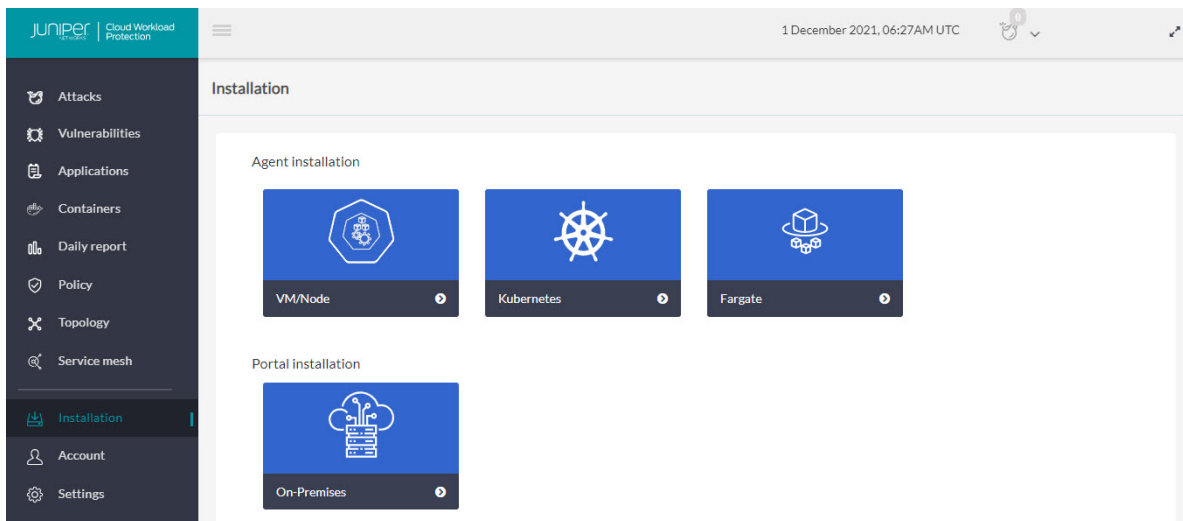 JUNIPER
NETWORKS
Cloud Workload
Protection
1 December 2021, 06:27AM UTC
Attacks
Vulnerabilities
Applications
Containers
Daily report
Policy
Topology
Service mesh
Installation
Account
Settings
Installation
Agent installation
VM/Node
Kubernetes
Fargate
Portal installation
On-Premises